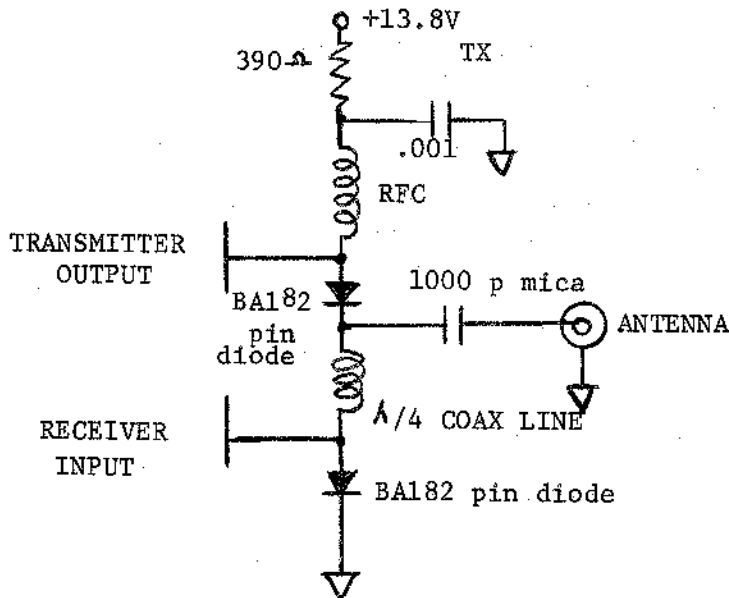 +13.8V
390Ω
TX
.001
RFC
TRANSMITTER
OUTPUT
1000 p mica
BA182
pin
diode
ANTENNA
λ/4 COAX LINE
RECEIVER
INPUT
BA182 pin diode